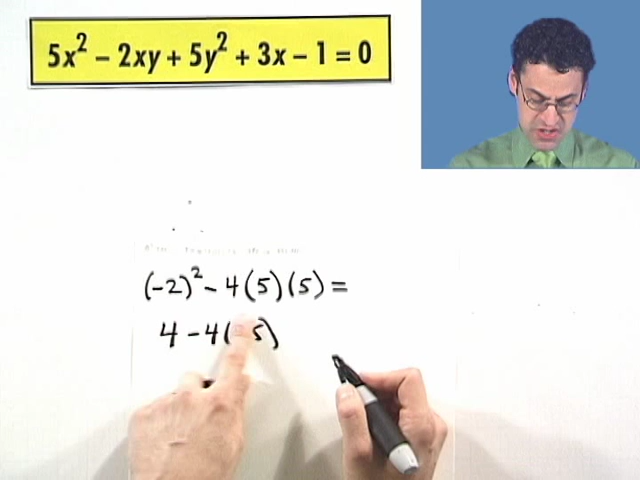 5x² – 2xy + 5y² + 3x – 1 = 0
(-2)² - 4(5)(5) =
4 - 4( 5)